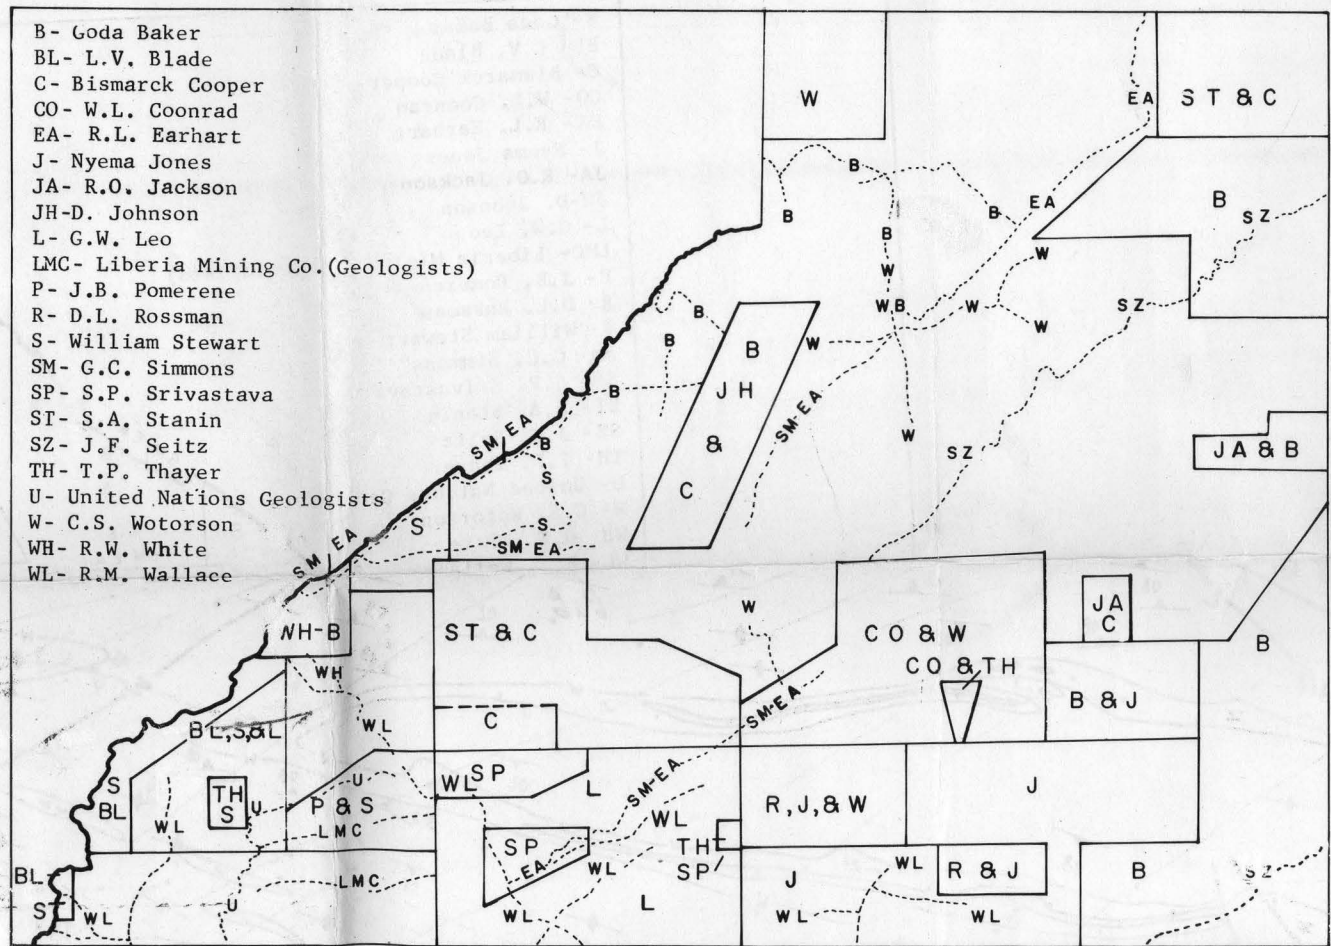 B- Goda Baker
BL- L.V. Blade
C- Bismarck Cooper
CO- W.L. Coonrad
EA- R.L. Earhart
J- Nyema Jones
JA- R.O. Jackson
JH-D. Johnson
L- G.W. Leo
LMC- Liberia Mining Co.(Geologists)
P- J.B. Pomerene
R- D.L. Rossman
S- William Stewart
SM- G.C. Simmons
SP- S.P. Srivastava
ST- S.A. Stanin
SZ- J.F. Seitz
TH- T.P. Thayer
U- United Nations Geologists
W- C.S. Wotorson
WH- R.W. White
WL- R.M. Wallace
W
EA
ST & C
B
EA
B
B
B
SZ
B
W
W
WB
W
SZ
B
W
B
W
B
JH
&
C
B
SM-EA
W
SZ
JA & B
SM-EA
B
S
S
S
SM-EA
SM-EA
WH-B
ST & C
W
CO & W
JA
C
B
CO & TH
WH
B & J
WL
C
SM-EA
BL,S,&L
S
BL
TH
S
U
U
P & S
LMC
WL
WL
SP
L
SM-EA
WL
R,J,&W
J
SP
EA
WL
TH
SP
J
WL
R & J
B
SZ
BL
S
WL
U
LMC
WL
L
WL
WL